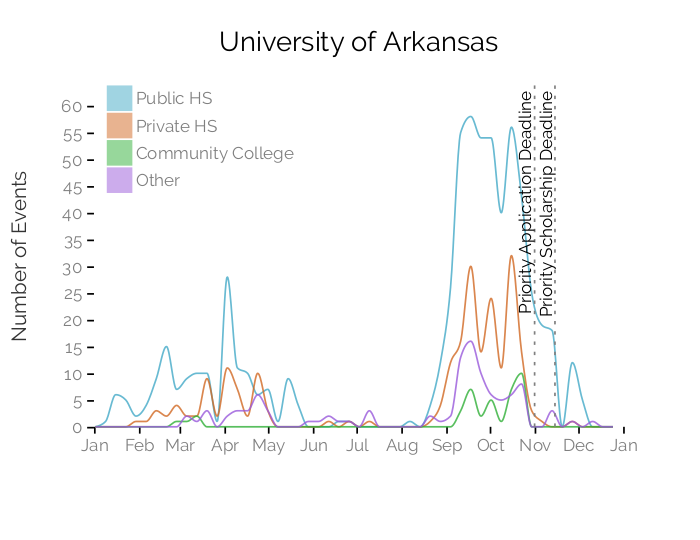 University of Arkansas
Public HS
Private HS
Community College
Other
Number of Events
60
55
50
45
40
35
30
25
20
15
10
5
0
Priority Application Deadline
Priority Scholarship Deadline
Jan Feb Mar Apr May Jun Jul Aug Sep Oct Nov Dec Jan